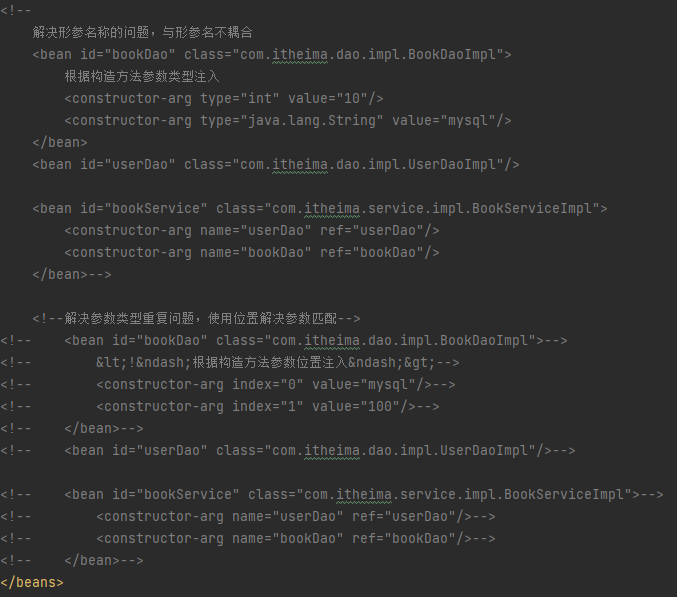 <!--
    解决形参名称的问题，与形参名不耦合
    <bean id="bookDao" class="com.itheima.dao.impl.BookDaoImpl">
        根据构造方法参数类型注入
        <constructor-arg type="int" value="10"/>
        <constructor-arg type="java.lang.String" value="mysql"/>
    </bean>
    <bean id="userDao" class="com.itheima.dao.impl.UserDaoImpl"/>

    <bean id="bookService" class="com.itheima.service.impl.BookServiceImpl">
        <constructor-arg name="userDao" ref="userDao"/>
        <constructor-arg name="bookDao" ref="bookDao"/>
    </bean>-->

    <!--解决参数类型重复问题，使用位置解决参数匹配-->
<!--    <bean id="bookDao" class="com.itheima.dao.impl.BookDaoImpl">-->
<!--        &lt;!&ndash;根据构造方法参数位置注入&ndash;&gt;-->
<!--        <constructor-arg index="0" value="mysql"/>-->
<!--        <constructor-arg index="1" value="100"/>-->
<!--    </bean>-->
<!--    <bean id="userDao" class="com.itheima.dao.impl.UserDaoImpl"/>-->

<!--    <bean id="bookService" class="com.itheima.service.impl.BookServiceImpl">-->
<!--        <constructor-arg name="userDao" ref="userDao"/>-->
<!--        <constructor-arg name="bookDao" ref="bookDao"/>-->
<!--    </bean>-->
</beans>